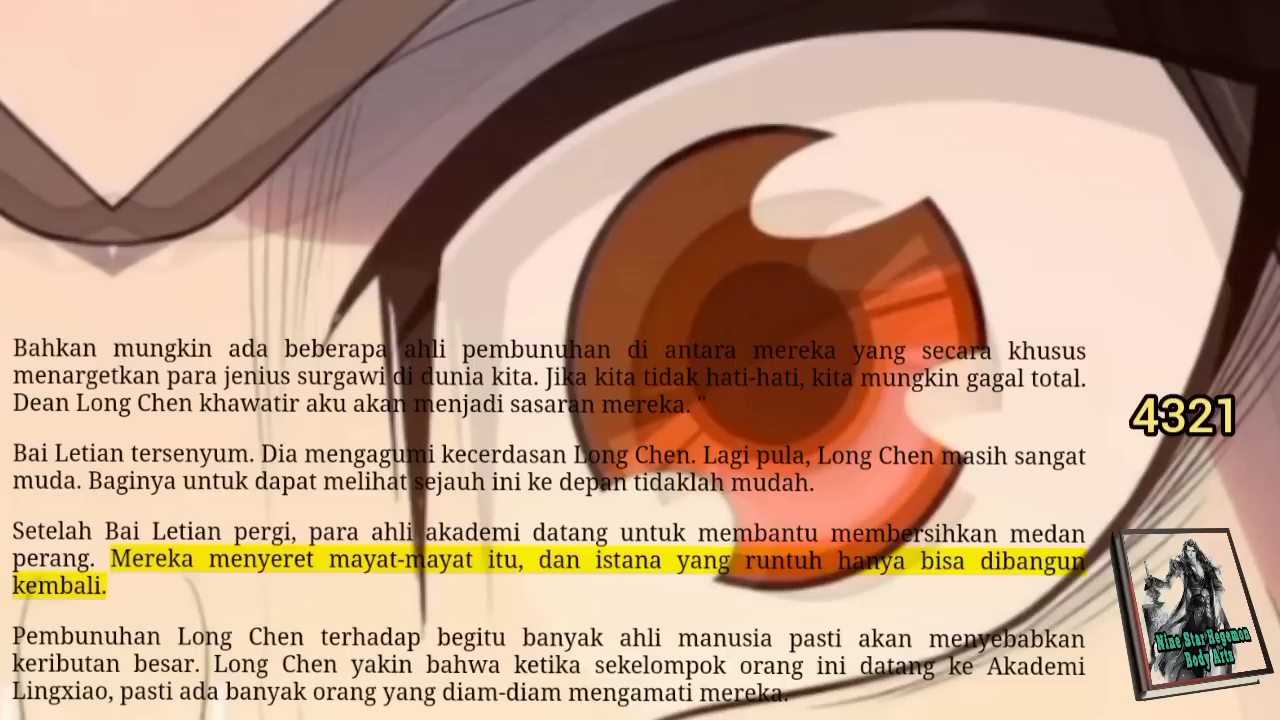 Bahkan mungkin ada beberapa ahli pembunuhan di antara mereka yang secara khusus
menargetkan para jenius surgawi di dunia kita. Jika kita tidak hati-hati, kita mungkin gagal total.
Dean Long Chen khawatir aku akan menjadi sasaran mereka. "
Bai Letian tersenyum. Dia mengagumi kecerdasan Long Chen. Lagi pula, Long Chen masih sangat
muda. Baginya untuk dapat melihat sejauh ini ke depan tidaklah mudah.
Setelah Bai Letian pergi, para ahli akademi datang untuk membantu membersihkan medan
perang. Mereka menyeret mayat-mayat itu, dan istana yang runtuh hanya bisa dibangun
kembali.
Pembunuhan Long Chen terhadap begitu banyak ahli manusia pasti akan menyebabkan
keributan besar. Long Chen yakin bahwa ketika sekelompok orang ini datang ke Akademi
Lingxiao, pasti ada banyak orang yang diam-diam mengamati mereka.
4321
Nine Star Hegemon
Body Arts